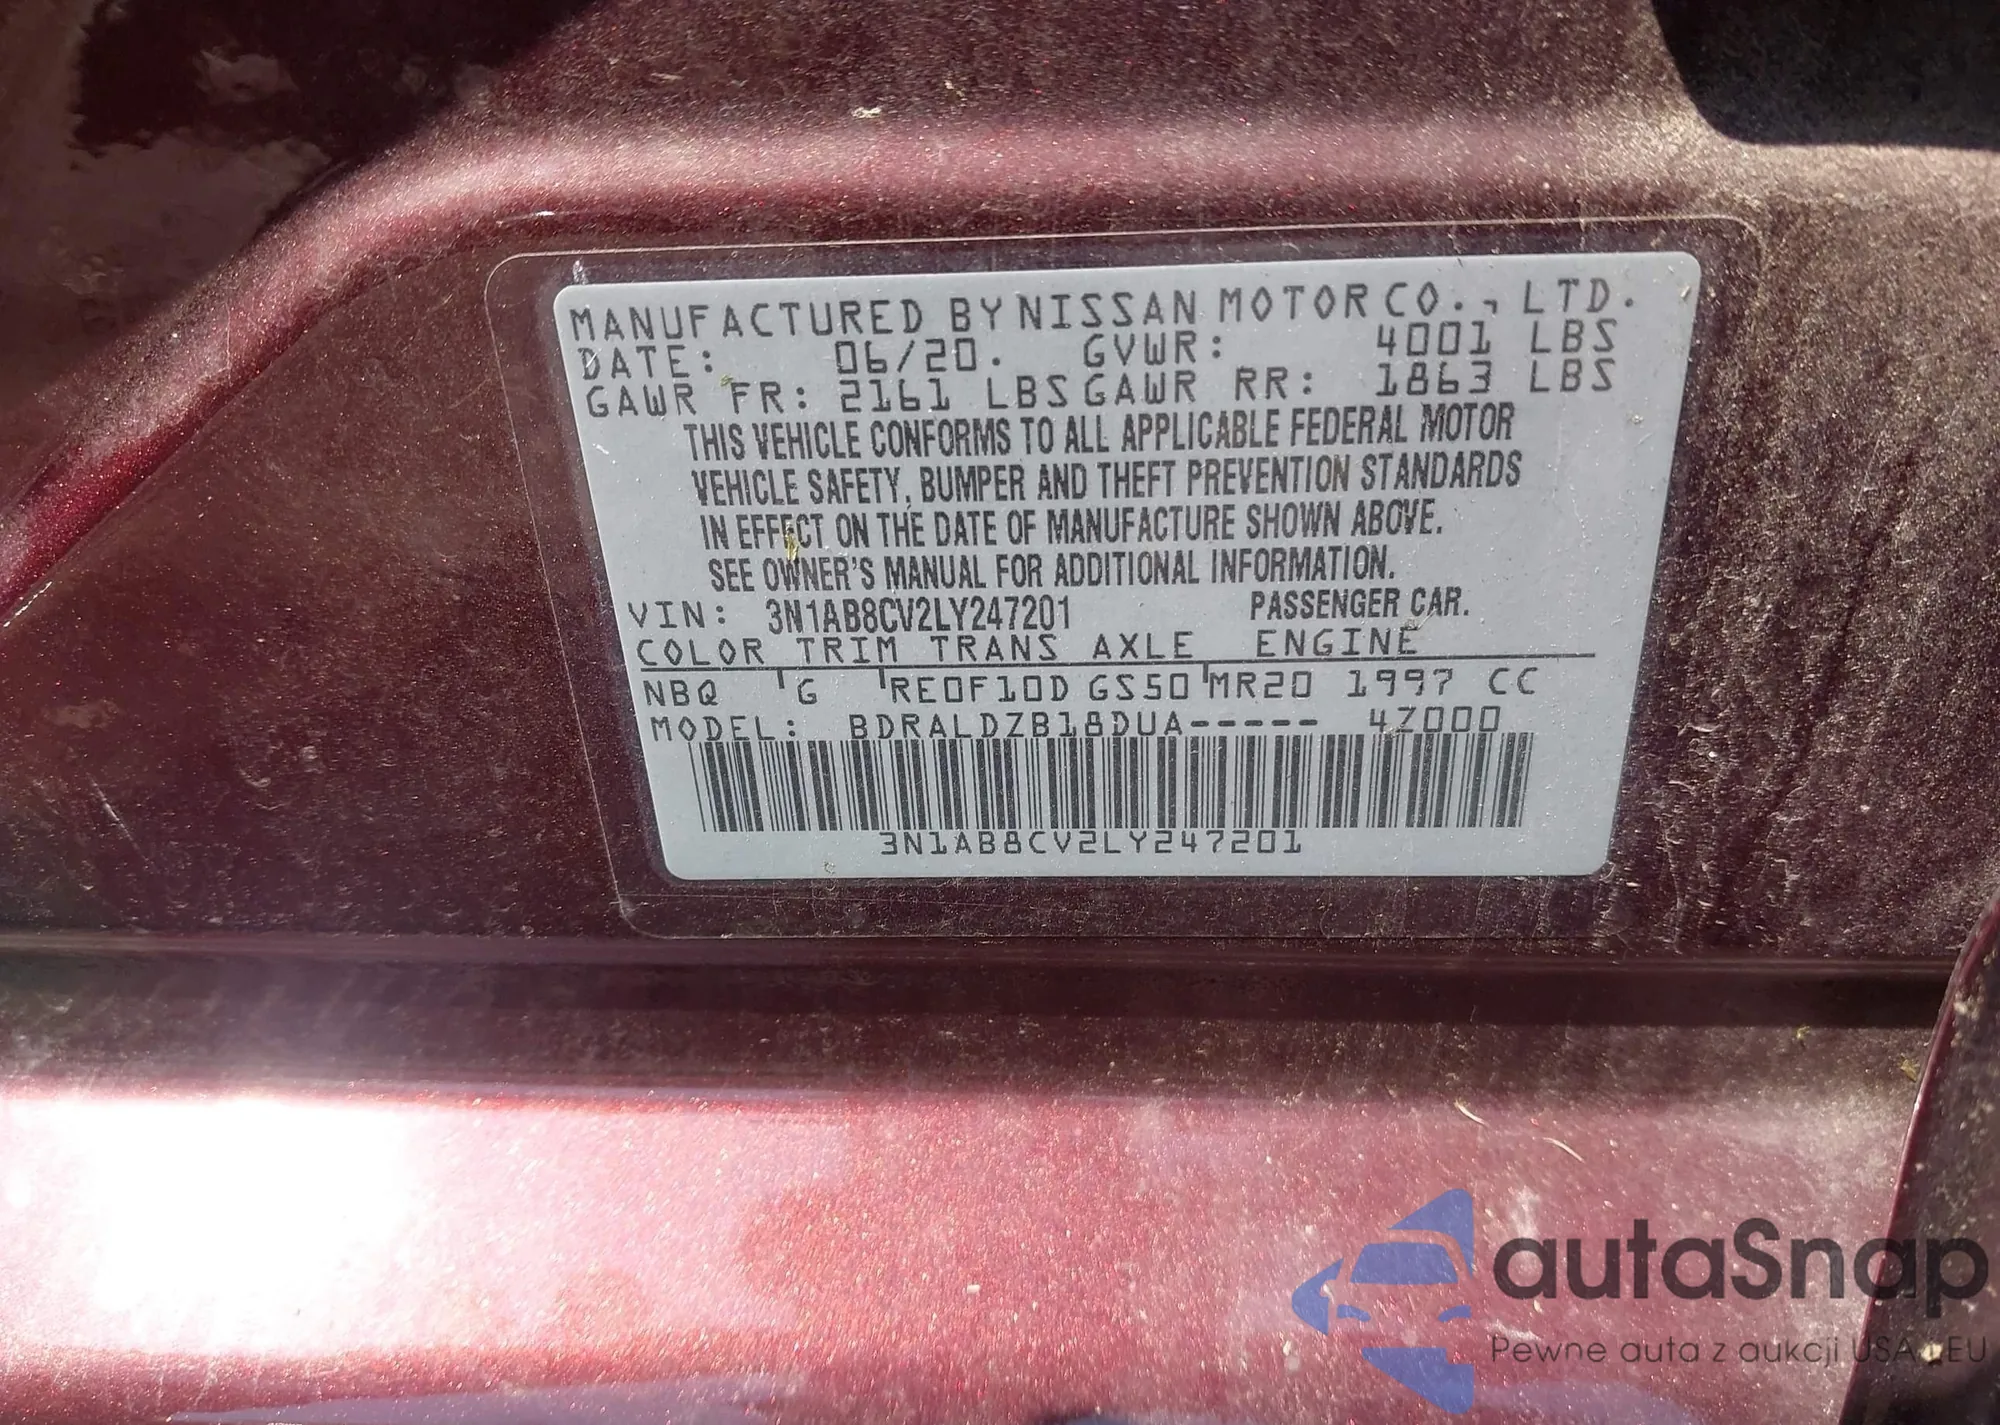 MANUFACTURED BY NISSAN MOTOR CO., LTD.
DATE: 06/20. GVWR: 4001 LBS
GAWR FR: 2161 LBS GAWR RR: 1863 LBS
THIS VEHICLE CONFORMS TO ALL APPLICABLE FEDERAL MOTOR
VEHICLE SAFETY, BUMPER AND THEFT PREVENTION STANDARDS
IN EFFECT ON THE DATE OF MANUFACTURE SHOWN ABOVE.
SEE OWNER'S MANUAL FOR ADDITIONAL INFORMATION.
VIN: 3N1AB8CV2LY247201 PASSENGER CAR.
COLOR TRIM TRANS AXLE ENGINE
NBQ G RE0F10D GS50 MR20 1997 CC
MODEL: BDRALDZB18DUA----- 4Z000
3N1AB8CV2LY247201
autaSnap
Pewne auta z aukcji USA i EU